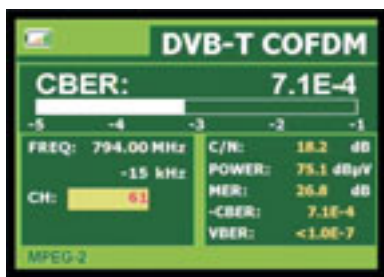 DVB-T COFDM
CBER: 7.1E-4
-5 -4 -3 -2 -1
FREQ: 794.00 MHz
-15 kHz
CH: 61
C/N: 18.2 dB
POWER: 75.1 dBµV
MER: 26.8 dB
-CBER: 7.1E-4
VBER: <1.0E-7
MPEG-2